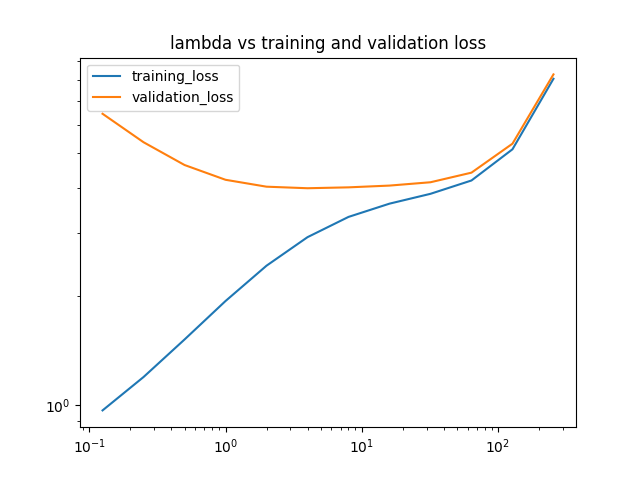 lambda vs training and validation loss
training_loss
validation_loss
10⁰
10⁻¹ 10⁰ 10¹ 10²